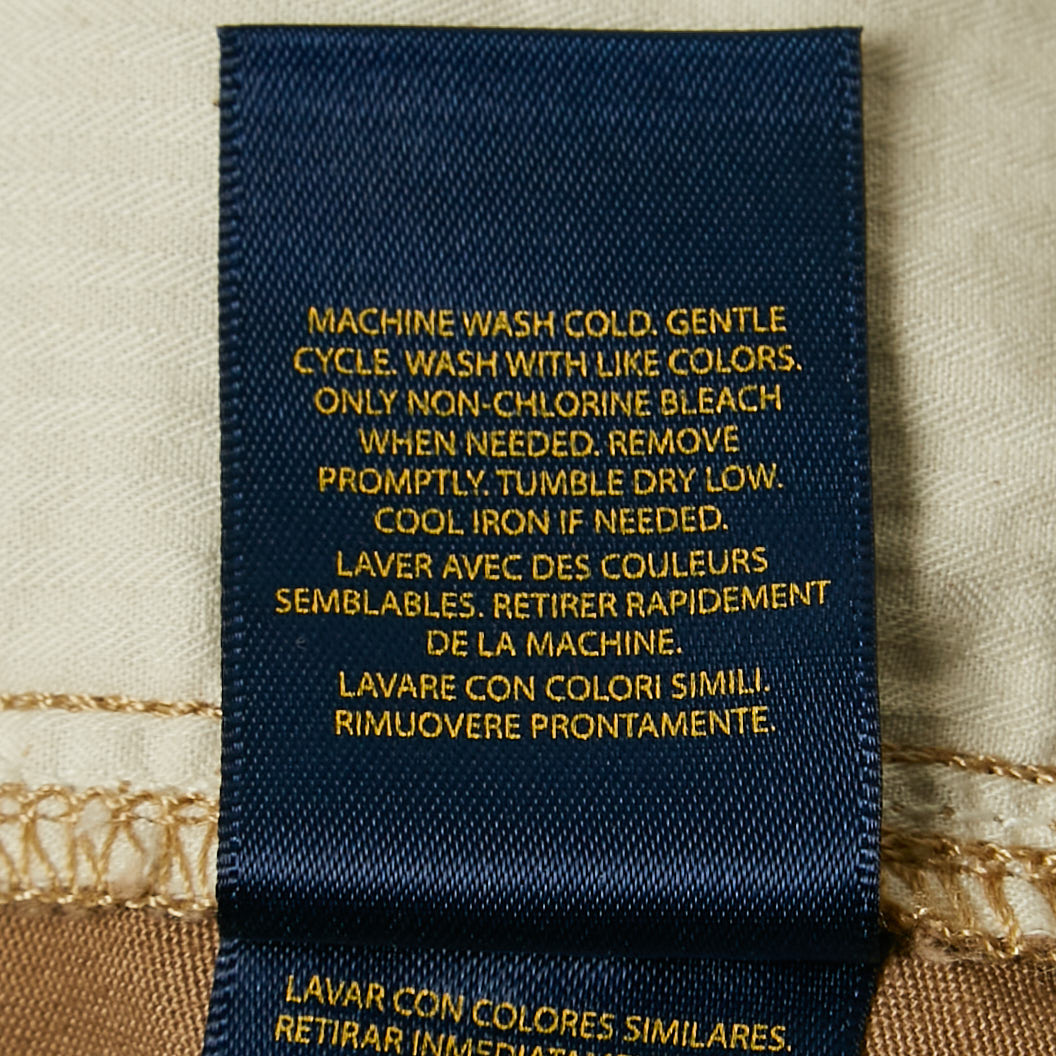 MACHINE WASH COLD. GENTLE
CYCLE. WASH WITH LIKE COLORS.
ONLY NON-CHLORINE BLEACH
WHEN NEEDED. REMOVE
PROMPTLY. TUMBLE DRY LOW.
COOL IRON IF NEEDED.
LAVER AVEC DES COULEURS
SEMBLABLES. RETIRER RAPIDEMENT
DE LA MACHINE.
LAVARE CON COLORI SIMILI.
RIMUOVERE PRONTAMENTE.
LAVAR CON COLORES SIMILARES.
RETIRAR